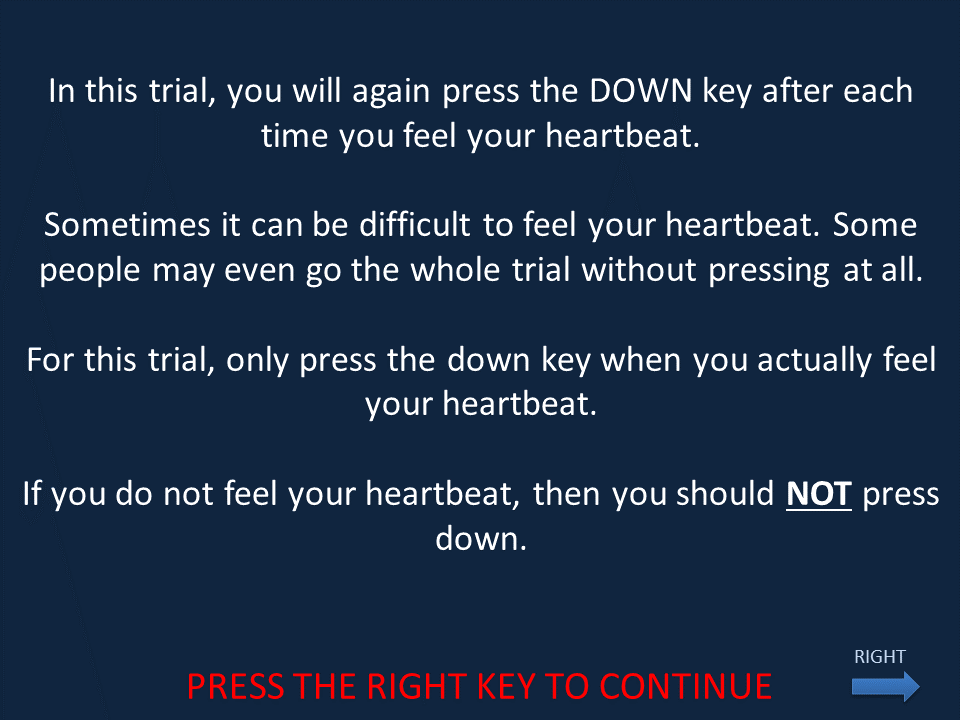 In this trial, you will again press the DOWN key after each
time you feel your heartbeat.
Sometimes it can be difficult to feel your heartbeat. Some
people may even go the whole trial without pressing at all.
For this trial, only press the down key when you actually feel
your heartbeat.
If you do not feel your heartbeat, then you should NOT press
down.
RIGHT
PRESS THE RIGHT KEY TO CONTINUE